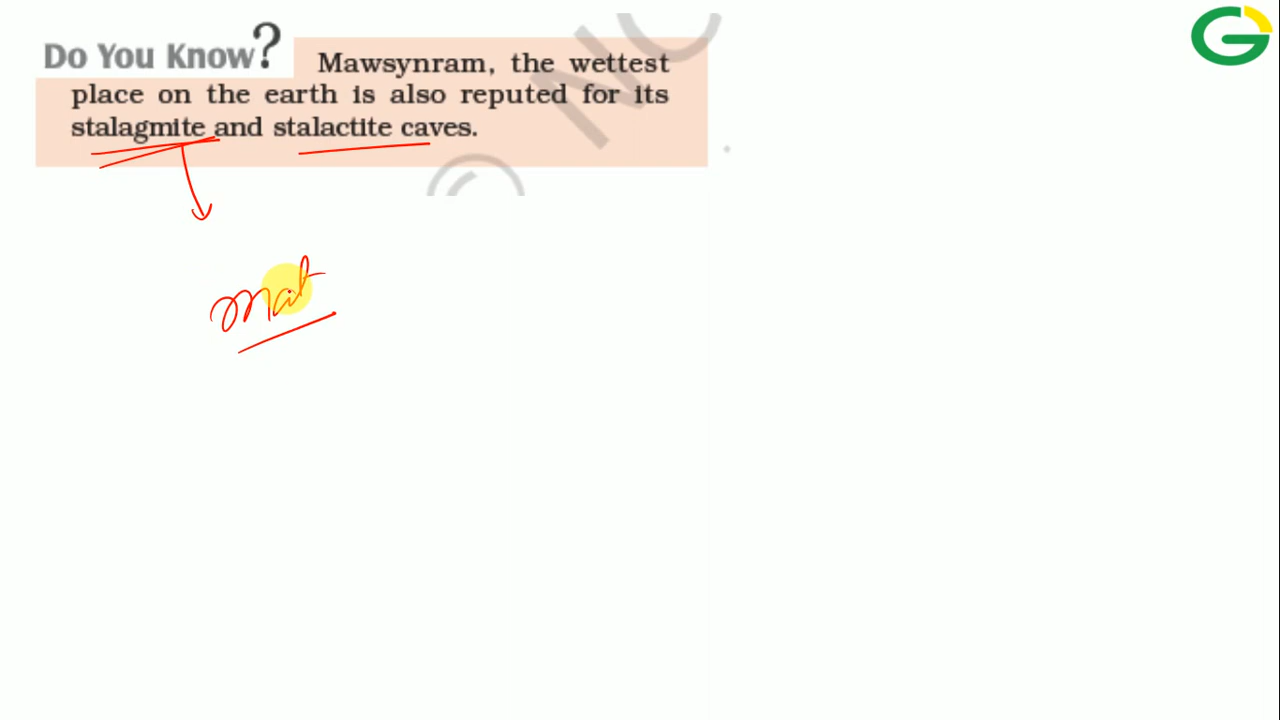 Do You Know?
Mawsynram, the wettest
place on the earth is also reputed for its
stalagmite and stalactite caves.
mat